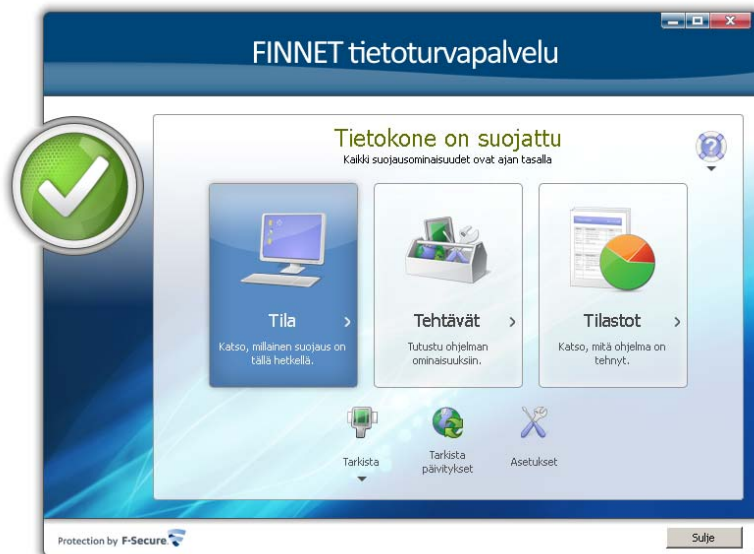 FINNET tietoturvapalvelu
Tietokone on suojattu
Kaikki suojausominaisuudet ovat ajan tasalla
Tila
Katso, millainen suojaus on
tällä hetkellä.
Tehtävät
Tutustu ohjelman
ominaisuuksiin.
Tilastot
Katso, mitä ohjelma on
tehnyt.
Tarkista
Tarkista
päivitykset
Asetukset
Protection by F-Secure.
Sulje